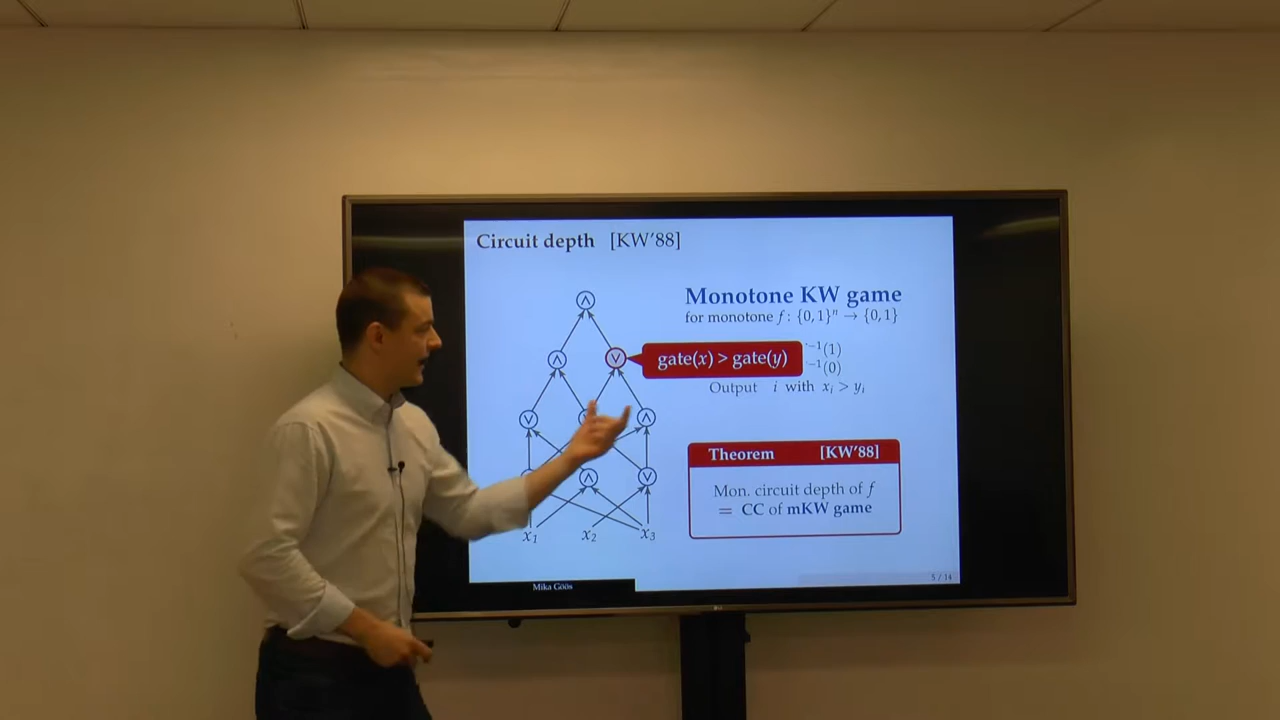 Circuit depth [KW'88]
Monotone KW game
for monotone f : {0,1}ⁿ → {0,1}
∧
∧
∨
gate(x) > gate(y)
⁻¹(1)
⁻¹(0)
Output i with xᵢ > yᵢ
∨
∧
Theorem [KW'88]
∧
∨
Mon. circuit depth of f
= CC of mKW game
x₁ x₂ x₃
Mika Göös
5 / 14